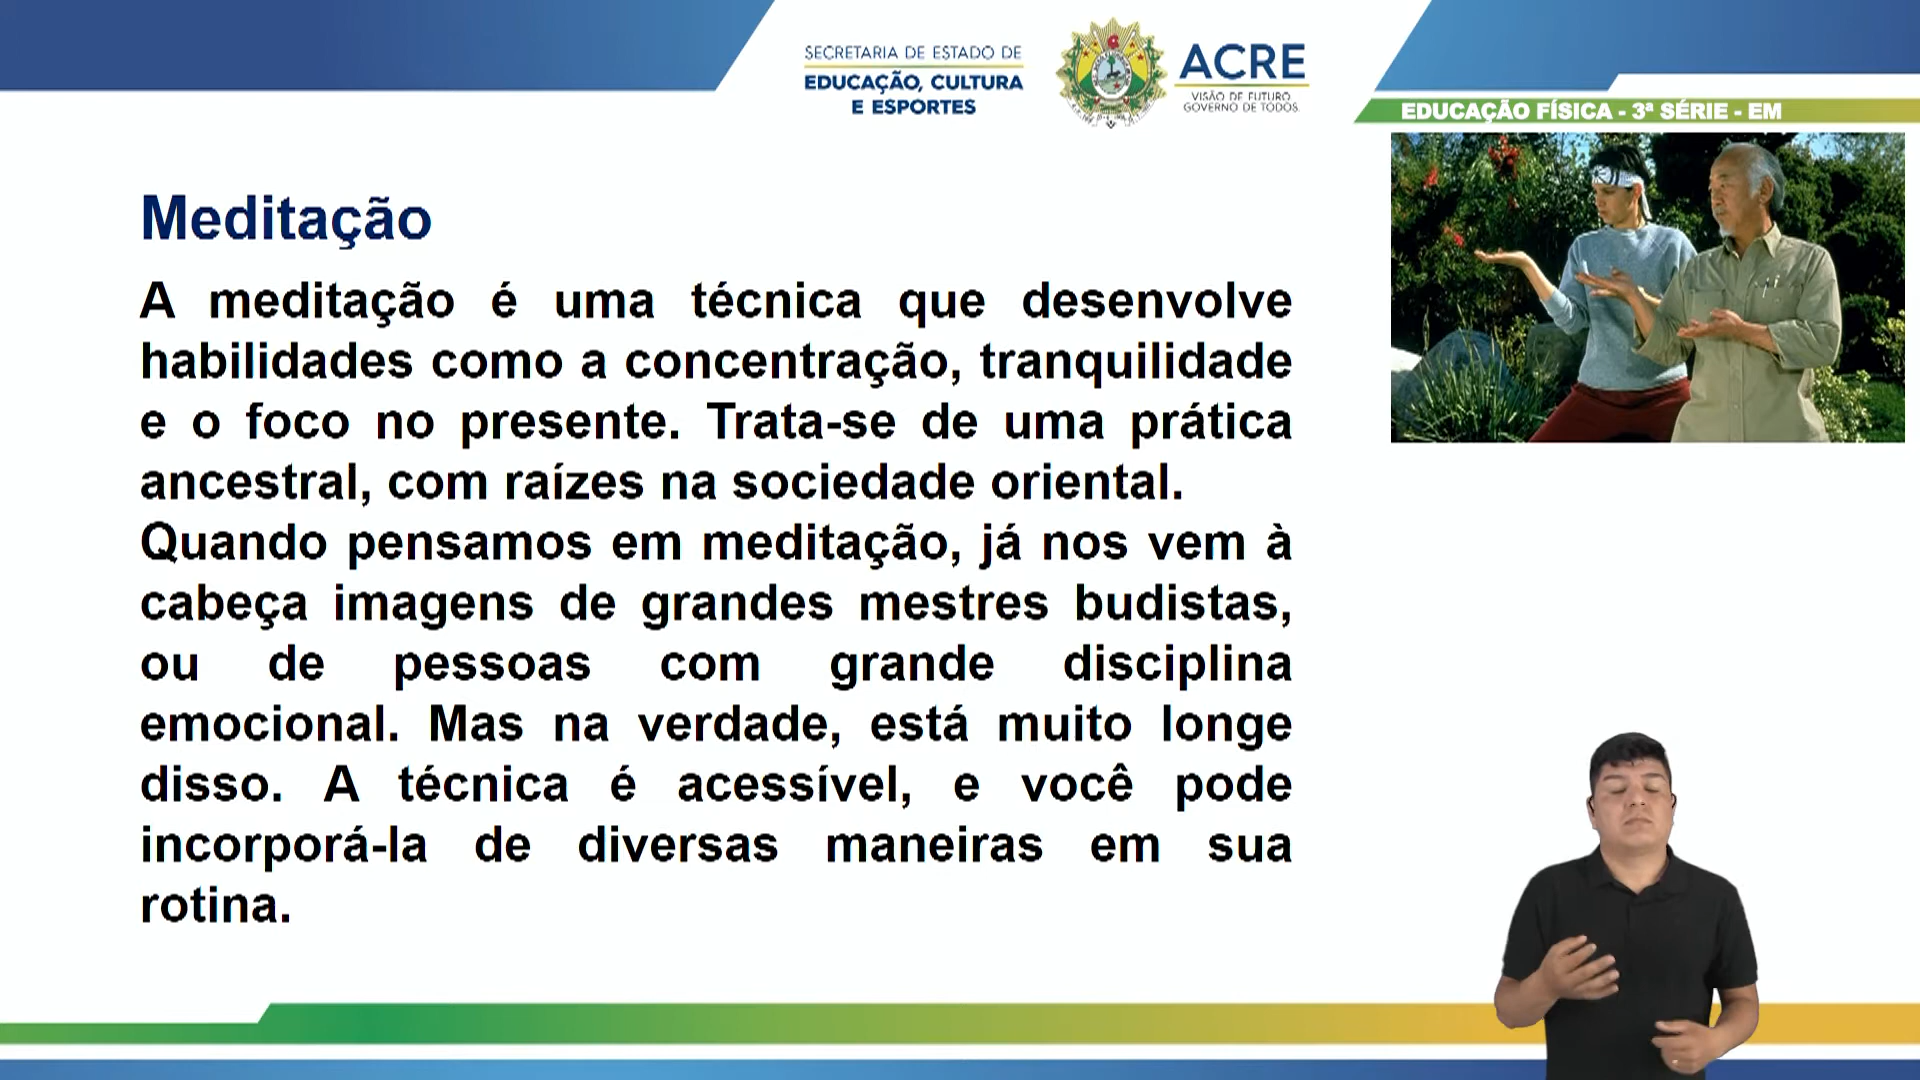 SECRETARIA DE ESTADO DE
EDUCAÇÃO, CULTURA
E ESPORTES
ACRE
VISÃO DE FUTURO
GOVERNO DE TODOS
EDUCAÇÃO FÍSICA - 3ª SÉRIE - EM
Meditação
A meditação é uma técnica que desenvolve
habilidades como a concentração, tranquilidade
e o foco no presente. Trata-se de uma prática
ancestral, com raízes na sociedade oriental.
Quando pensamos em meditação, já nos vem à
cabeça imagens de grandes mestres budistas,
ou de pessoas com grande disciplina
emocional. Mas na verdade, está muito longe
disso. A técnica é acessível, e você pode
incorporá-la de diversas maneiras em sua
rotina.